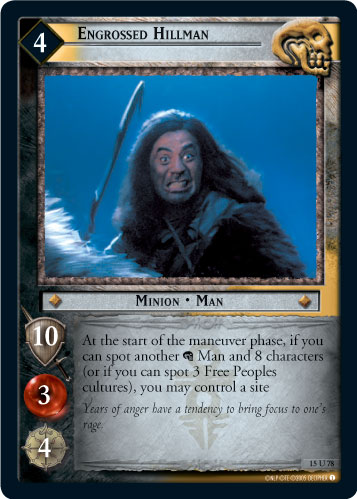 4
ENGROSSED HILLMAN
MINION • MAN
10
3
4
At the start of the maneuver phase, if you
can spot another Man and 8 characters
(or if you can spot 3 Free Peoples
cultures), you may control a site
Years of anger have a tendency to bring focus to one's
rage.
15 U 78